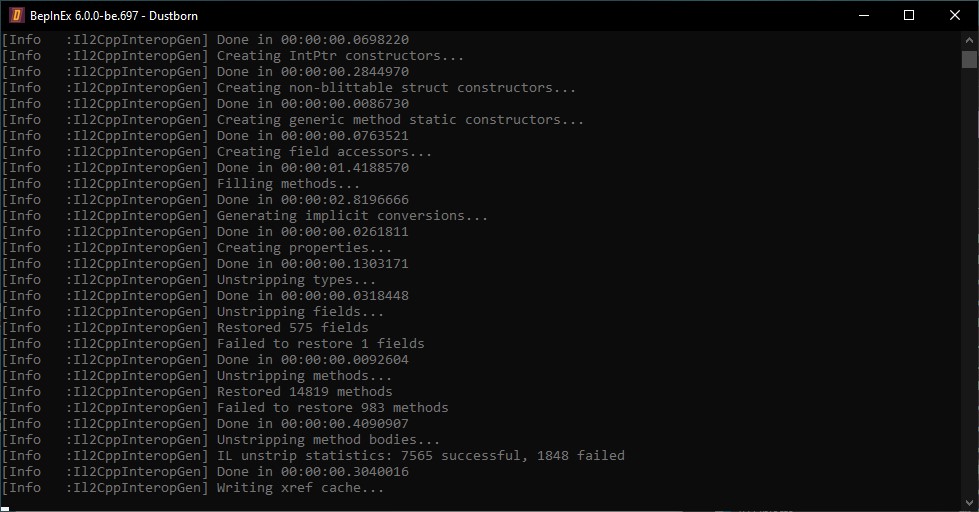 BepInEx 6.0.0-be.697 - Dustborn
[Info   :Il2CppInteropGen] Done in 00:00:00.0698220
[Info   :Il2CppInteropGen] Creating IntPtr constructors...
[Info   :Il2CppInteropGen] Done in 00:00:00.2844970
[Info   :Il2CppInteropGen] Creating non-blittable struct constructors...
[Info   :Il2CppInteropGen] Done in 00:00:00.0086730
[Info   :Il2CppInteropGen] Creating generic method static constructors...
[Info   :Il2CppInteropGen] Done in 00:00:00.0763521
[Info   :Il2CppInteropGen] Creating field accessors...
[Info   :Il2CppInteropGen] Done in 00:00:01.4188570
[Info   :Il2CppInteropGen] Filling methods...
[Info   :Il2CppInteropGen] Done in 00:00:02.8196666
[Info   :Il2CppInteropGen] Generating implicit conversions...
[Info   :Il2CppInteropGen] Done in 00:00:00.0261811
[Info   :Il2CppInteropGen] Creating properties...
[Info   :Il2CppInteropGen] Done in 00:00:00.1303171
[Info   :Il2CppInteropGen] Unstripping types...
[Info   :Il2CppInteropGen] Done in 00:00:00.0318448
[Info   :Il2CppInteropGen] Unstripping fields...
[Info   :Il2CppInteropGen] Restored 575 fields
[Info   :Il2CppInteropGen] Failed to restore 1 fields
[Info   :Il2CppInteropGen] Done in 00:00:00.0092604
[Info   :Il2CppInteropGen] Unstripping methods...
[Info   :Il2CppInteropGen] Restored 14819 methods
[Info   :Il2CppInteropGen] Failed to restore 983 methods
[Info   :Il2CppInteropGen] Done in 00:00:00.4090907
[Info   :Il2CppInteropGen] Unstripping method bodies...
[Info   :Il2CppInteropGen] IL unstrip statistics: 7565 successful, 1848 failed
[Info   :Il2CppInteropGen] Done in 00:00:00.3040016
[Info   :Il2CppInteropGen] Writing xref cache...